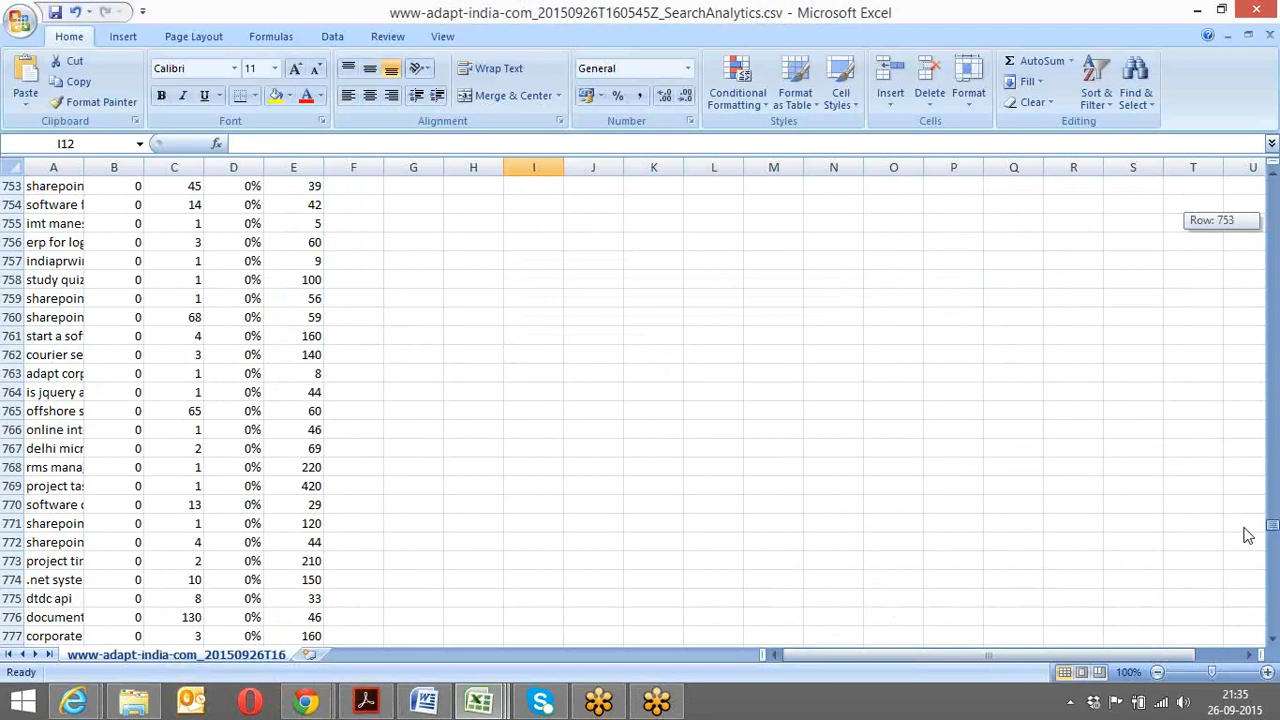 www-adapt-india-com_20150926T160545Z_SearchAnalytics.csv - Microsoft Excel
Home Insert Page Layout Formulas Data Review View
Paste Cut Copy Format Painter Clipboard
Calibri 11 B I U Font
Wrap Text Merge & Center Alignment
General % , Number
Conditional Formatting Format as Table Cell Styles Styles
Insert Delete Format Cells
AutoSum Fill Clear Sort & Filter Find & Select Editing
I12 fx
A B C D E F G H I J K L M N O P Q R S T U
753 sharepoin 0 45 0% 39
754 software f 0 14 0% 42
755 imt mane 0 1 0% 5
756 erp for log 0 3 0% 60
757 indiaprwi 0 1 0% 9
758 study quiz 0 1 0% 100
759 sharepoin 0 1 0% 56
760 sharepoin 0 68 0% 59
761 start a sof 0 4 0% 160
762 courier se 0 3 0% 140
763 adapt corp 0 1 0% 8
764 is jquery a 0 1 0% 44
765 offshore s 0 65 0% 60
766 online int 0 1 0% 46
767 delhi micr 0 2 0% 69
768 rms mana 0 1 0% 220
769 project tas 0 1 0% 420
770 software c 0 13 0% 29
771 sharepoin 0 1 0% 120
772 sharepoin 0 4 0% 44
773 project tir 0 2 0% 210
774 .net syste 0 10 0% 150
775 dtdc api 0 8 0% 33
776 document 0 130 0% 46
777 corporate 0 3 0% 160
Row: 753
www-adapt-india-com_20150926T16
Ready 100%
21:35
26-09-2015